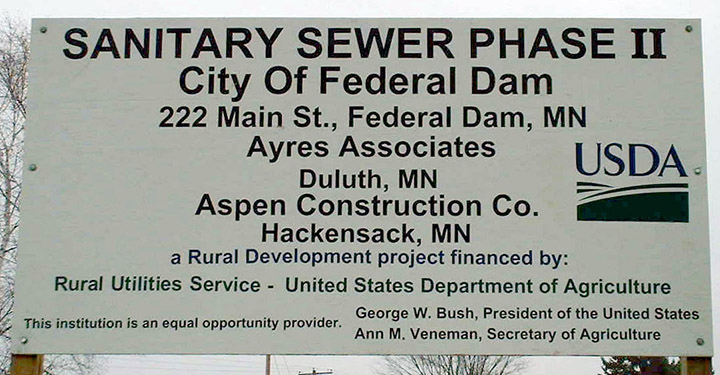 SANITARY SEWER PHASE II
City Of Federal Dam
222 Main St., Federal Dam, MN
Ayres Associates
Duluth, MN
Aspen Construction Co.
Hackensack, MN
USDA
a Rural Development project financed by:
Rural Utilities Service - United States Department of Agriculture
This institution is an equal opportunity provider.
George W. Bush, President of the United States
Ann M. Veneman, Secretary of Agriculture